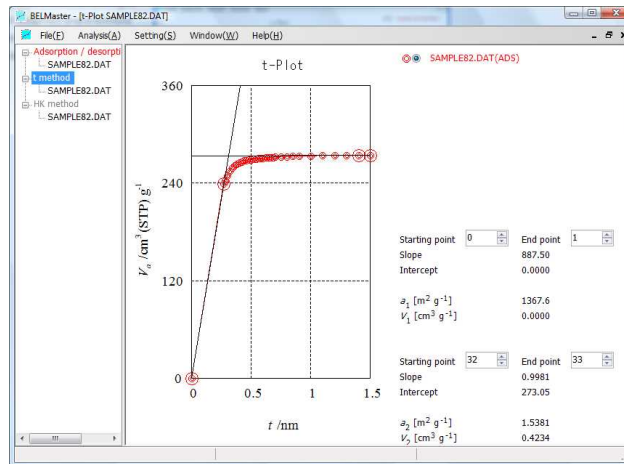 BELMaster - [t-Plot SAMPLE82.DAT]
File(F) Analysis(A) Setting(S) Window(W) Help(H)
Adsorption / desorpti
SAMPLE82.DAT
t method
SAMPLE82.DAT
HK method
SAMPLE82.DAT
t-Plot
SAMPLE82.DAT(ADS)
360
240
120
0
Va/cm³ (STP) g⁻¹
0 0.5 1 1.5
t /nm
Starting point 0 End point 1
Slope 887.50
Intercept 0.0000
a₁ [m² g⁻¹] 1367.6
V₁ [cm³ g⁻¹] 0.0000
Starting point 32 End point 33
Slope 0.9981
Intercept 273.05
a₂ [m² g⁻¹] 1.5381
V₂ [cm³ g⁻¹] 0.4234